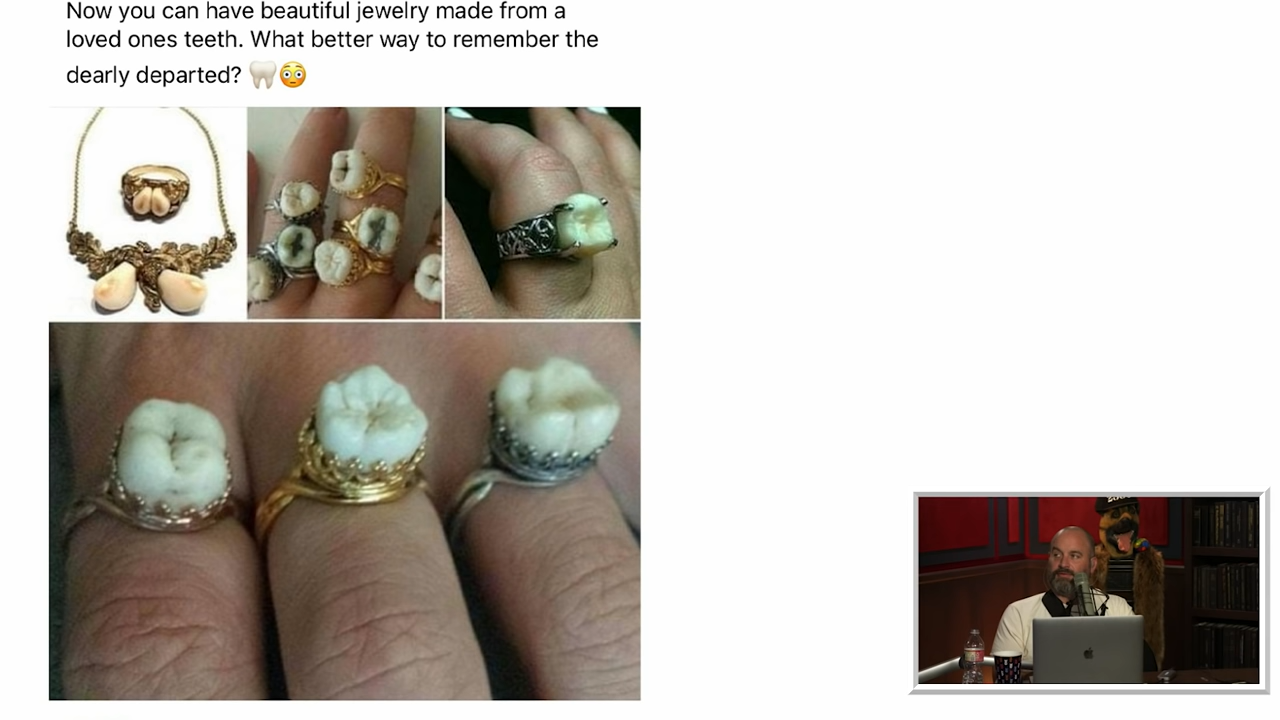 Now you can have beautiful jewelry made from a
loved ones teeth. What better way to remember the
dearly departed? 🦷😳